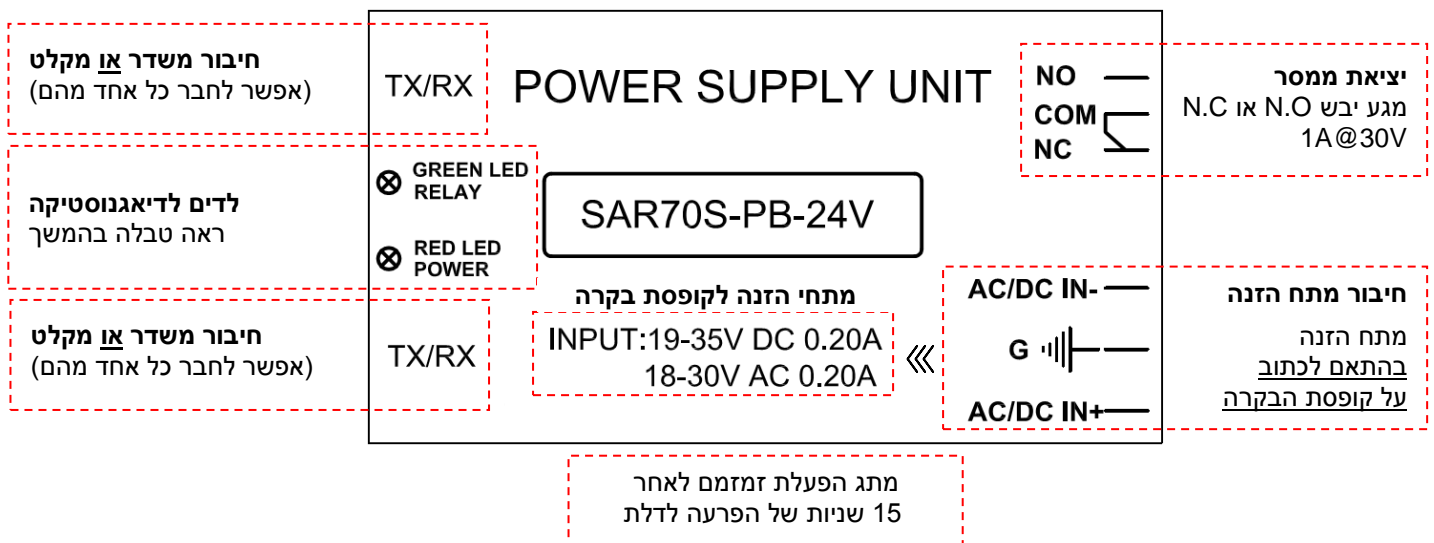 חיבור משדר או מקלט
(אפשר לחבר כל אחד מהם)
TX/RX
POWER SUPPLY UNIT
NO
COM
NC
יציאת ממסר
מגע יבש N.O או N.C
1A@30V
לדים לדיאגנוסטיקה
ראה טבלה בהמשך
GREEN LED
RELAY
RED LED
POWER
SAR70S-PB-24V
חיבור משדר או מקלט
(אפשר לחבר כל אחד מהם)
TX/RX
מתחי הזנה לקופסת בקרה
INPUT:19-35V DC 0.20A
18-30V AC 0.20A
AC/DC IN-
G
AC/DC IN+
חיבור מתח הזנה
מתח הזנה
בהתאם לכתוב
על קופסת הבקרה
מתג הפעלת זמזמם לאחר
15 שניות של הפרעה לדלת